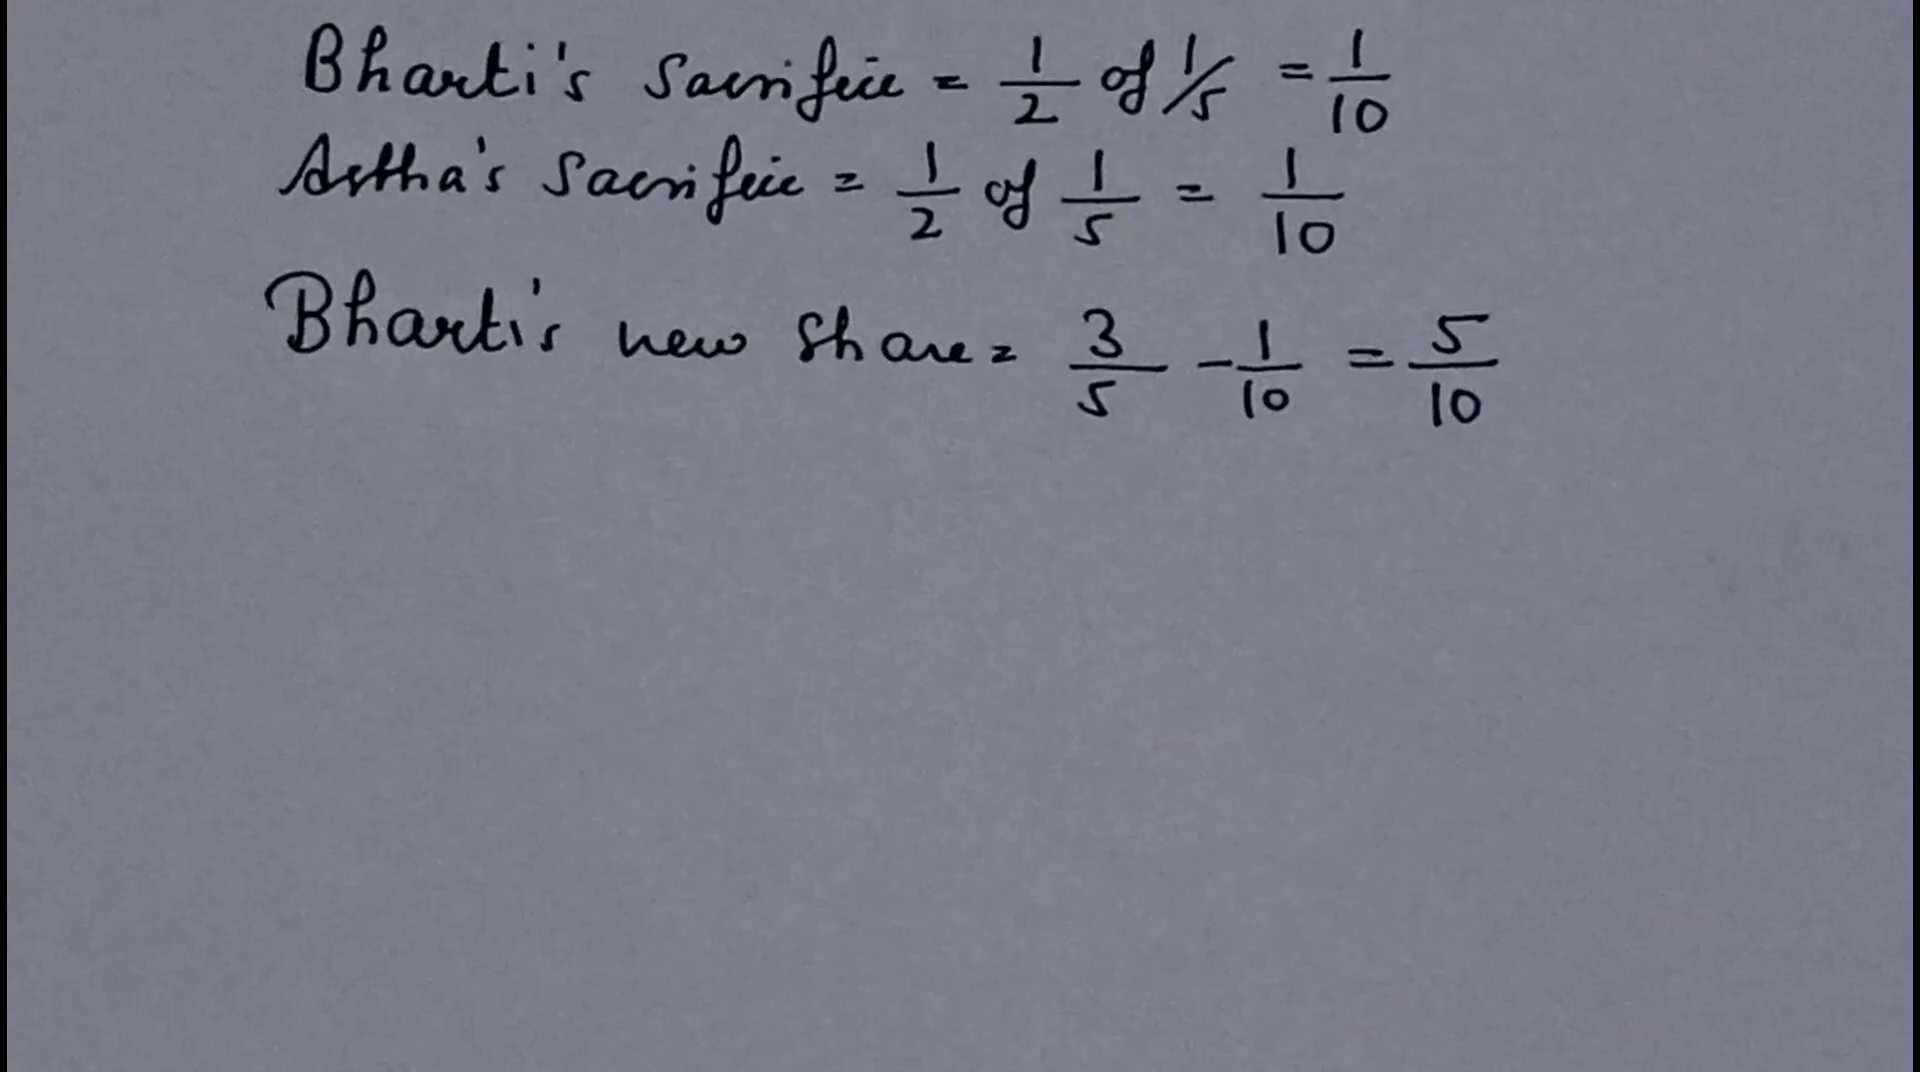 Bharti's Sacrifice = 1/2 of 1/5 = 1/10
Astha's Sacrifice = 1/2 of 1/5 = 1/10
Bharti's new Share = 3/5 - 1/10 = 5/10